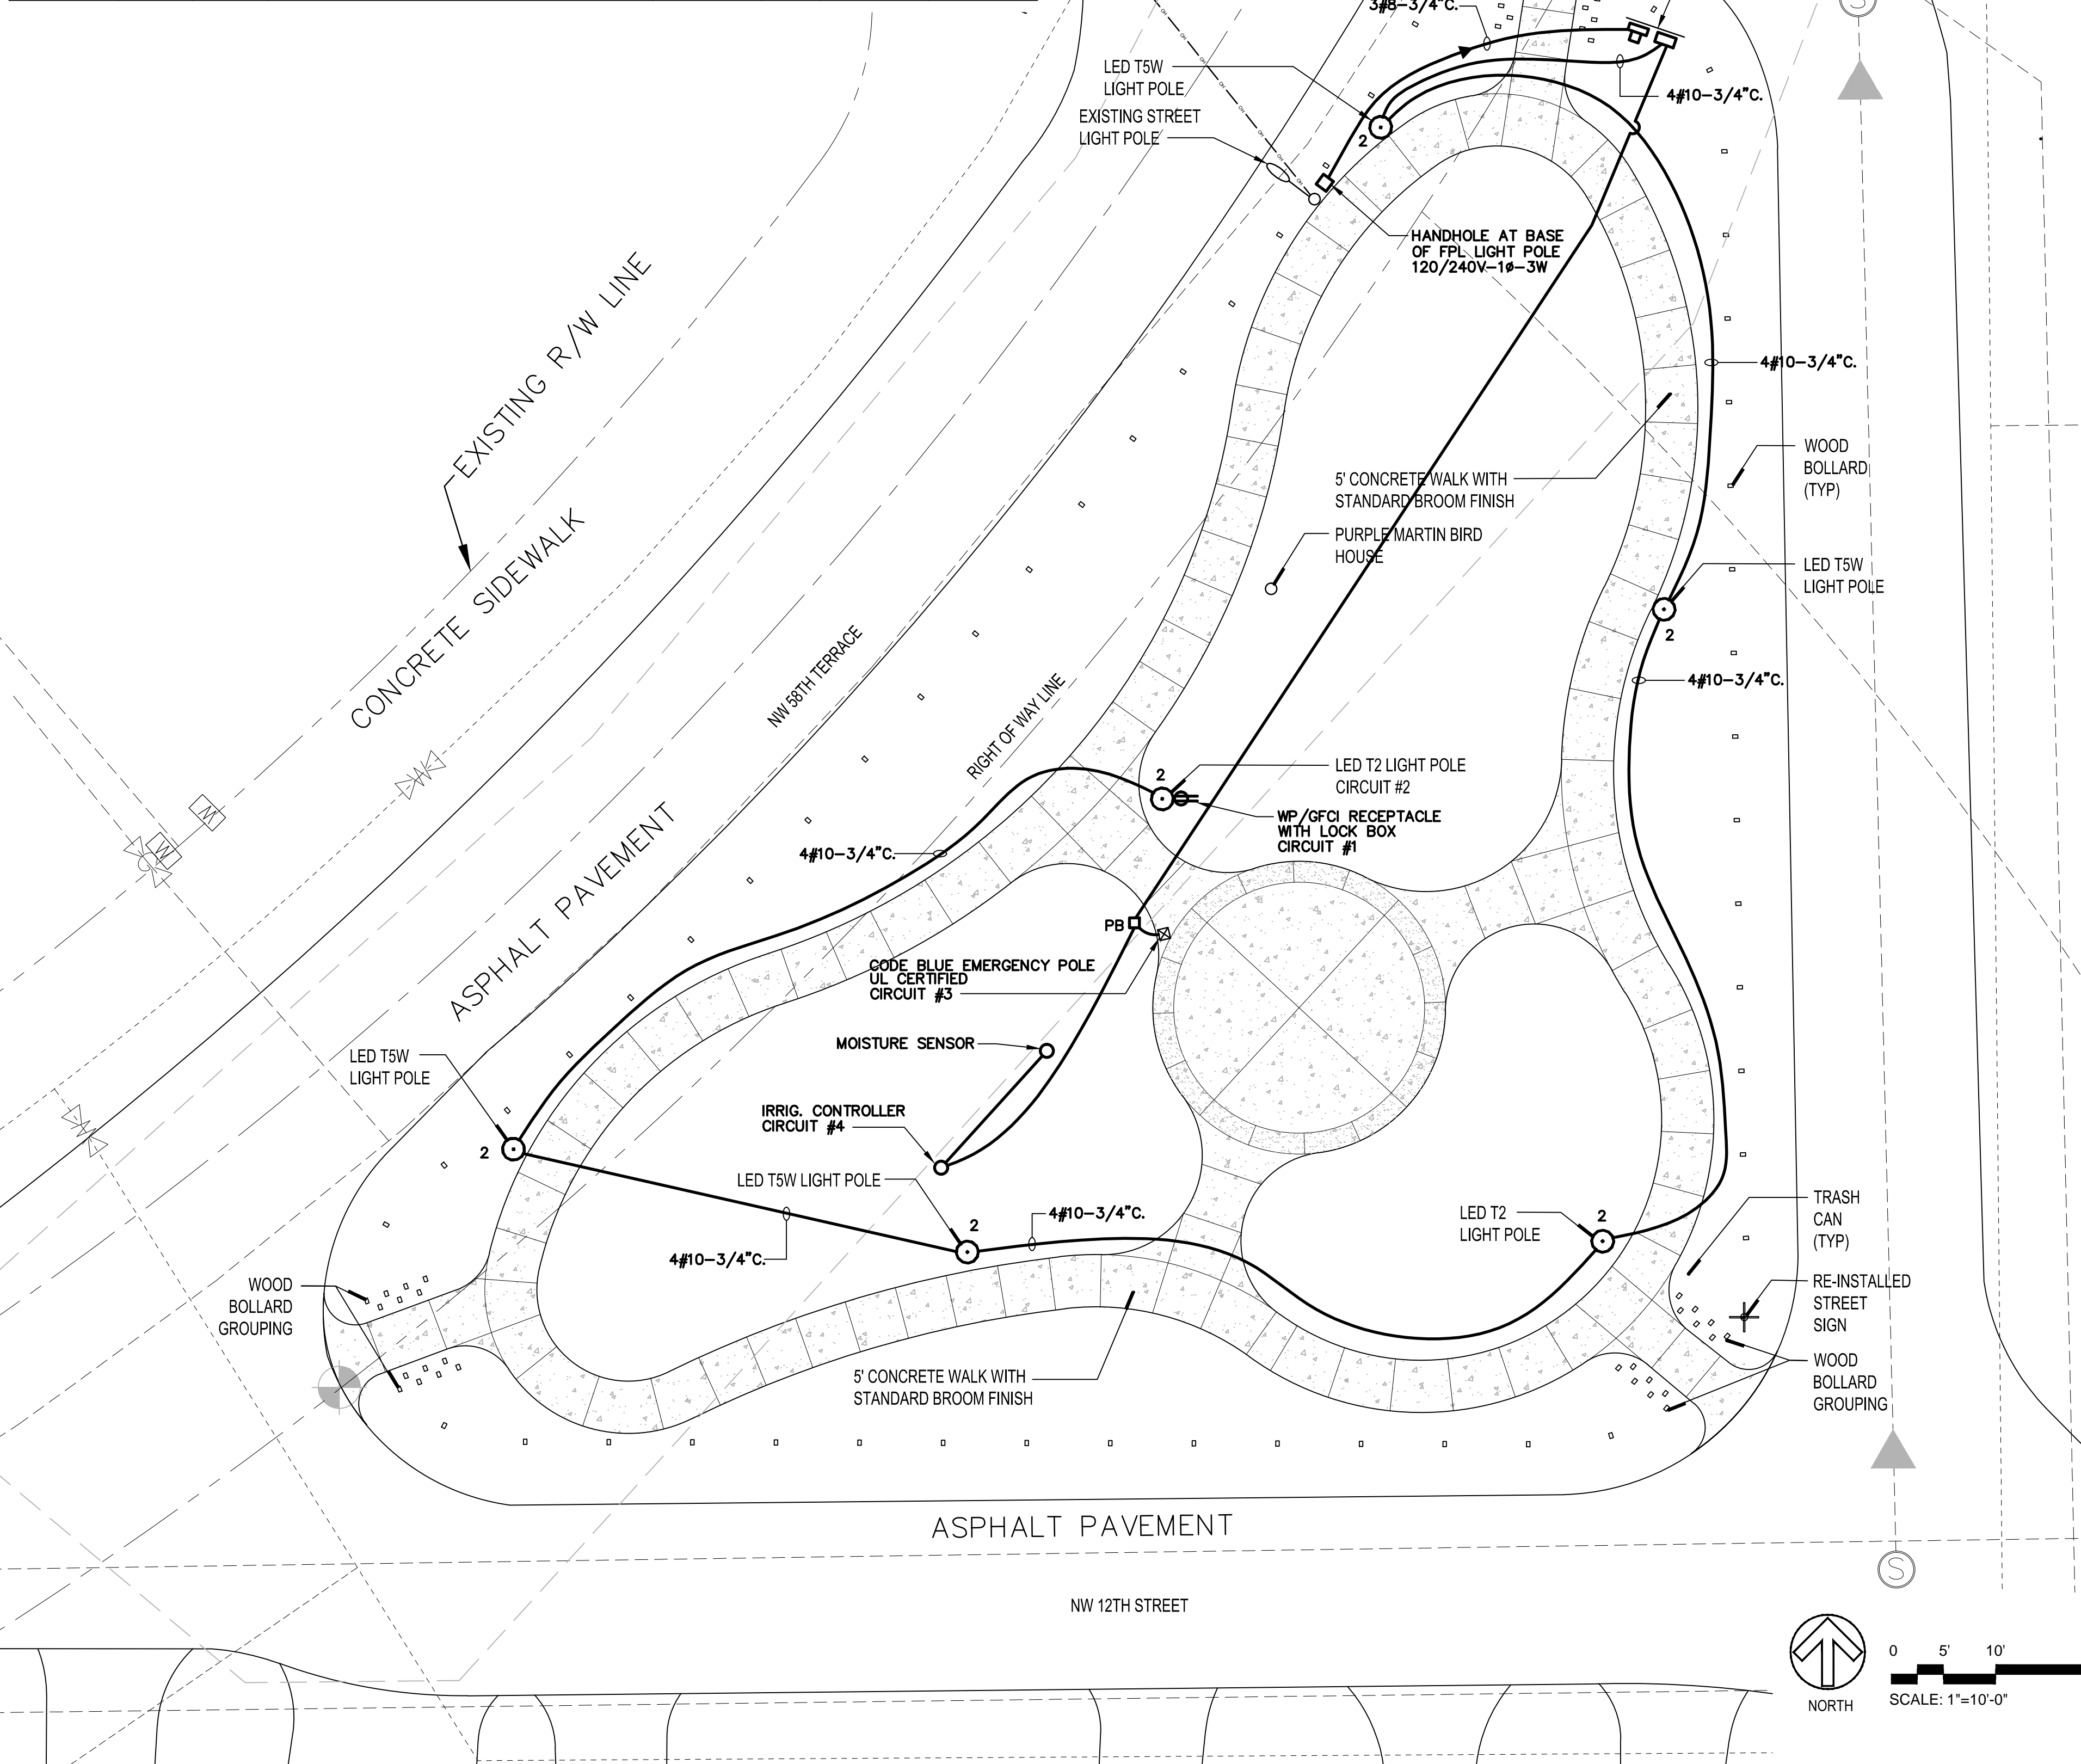 3#8-3/4"C.
LED T5W
LIGHT POLE
4#10-3/4"C.
EXISTING STREET
LIGHT POLE
2
HANDHOLE AT BASE
OF FPL LIGHT POLE
120/240V-1ø-3W
EXISTING R/W LINE
4#10-3/4"C.
WOOD
BOLLARD
(TYP)
5' CONCRETE WALK WITH
STANDARD BROOM FINISH
PURPLE MARTIN BIRD
HOUSE
CONCRETE SIDEWALK
LED T5W
LIGHT POLE
2
4#10-3/4"C.
NW 58TH TERRACE
RIGHT OF WAY LINE
2
LED T2 LIGHT POLE
CIRCUIT #2
WP/GFCI RECEPTACLE
WITH LOCK BOX
CIRCUIT #1
W
W
4#10-3/4"C.
ASPHALT PAVEMENT
PB
CODE BLUE EMERGENCY POLE
UL CERTIFIED
CIRCUIT #3
MOISTURE SENSOR
LED T5W
LIGHT POLE
2
IRRIG. CONTROLLER
CIRCUIT #4
LED T5W LIGHT POLE
2
4#10-3/4"C.
4#10-3/4"C.
LED T2
LIGHT POLE
2
TRASH
CAN
(TYP)
WOOD
BOLLARD
GROUPING
RE-INSTALLED
STREET
SIGN
5' CONCRETE WALK WITH
STANDARD BROOM FINISH
WOOD
BOLLARD
GROUPING
ASPHALT PAVEMENT
S
NW 12TH STREET
NORTH
0 5' 10'
SCALE: 1"=10'-0"